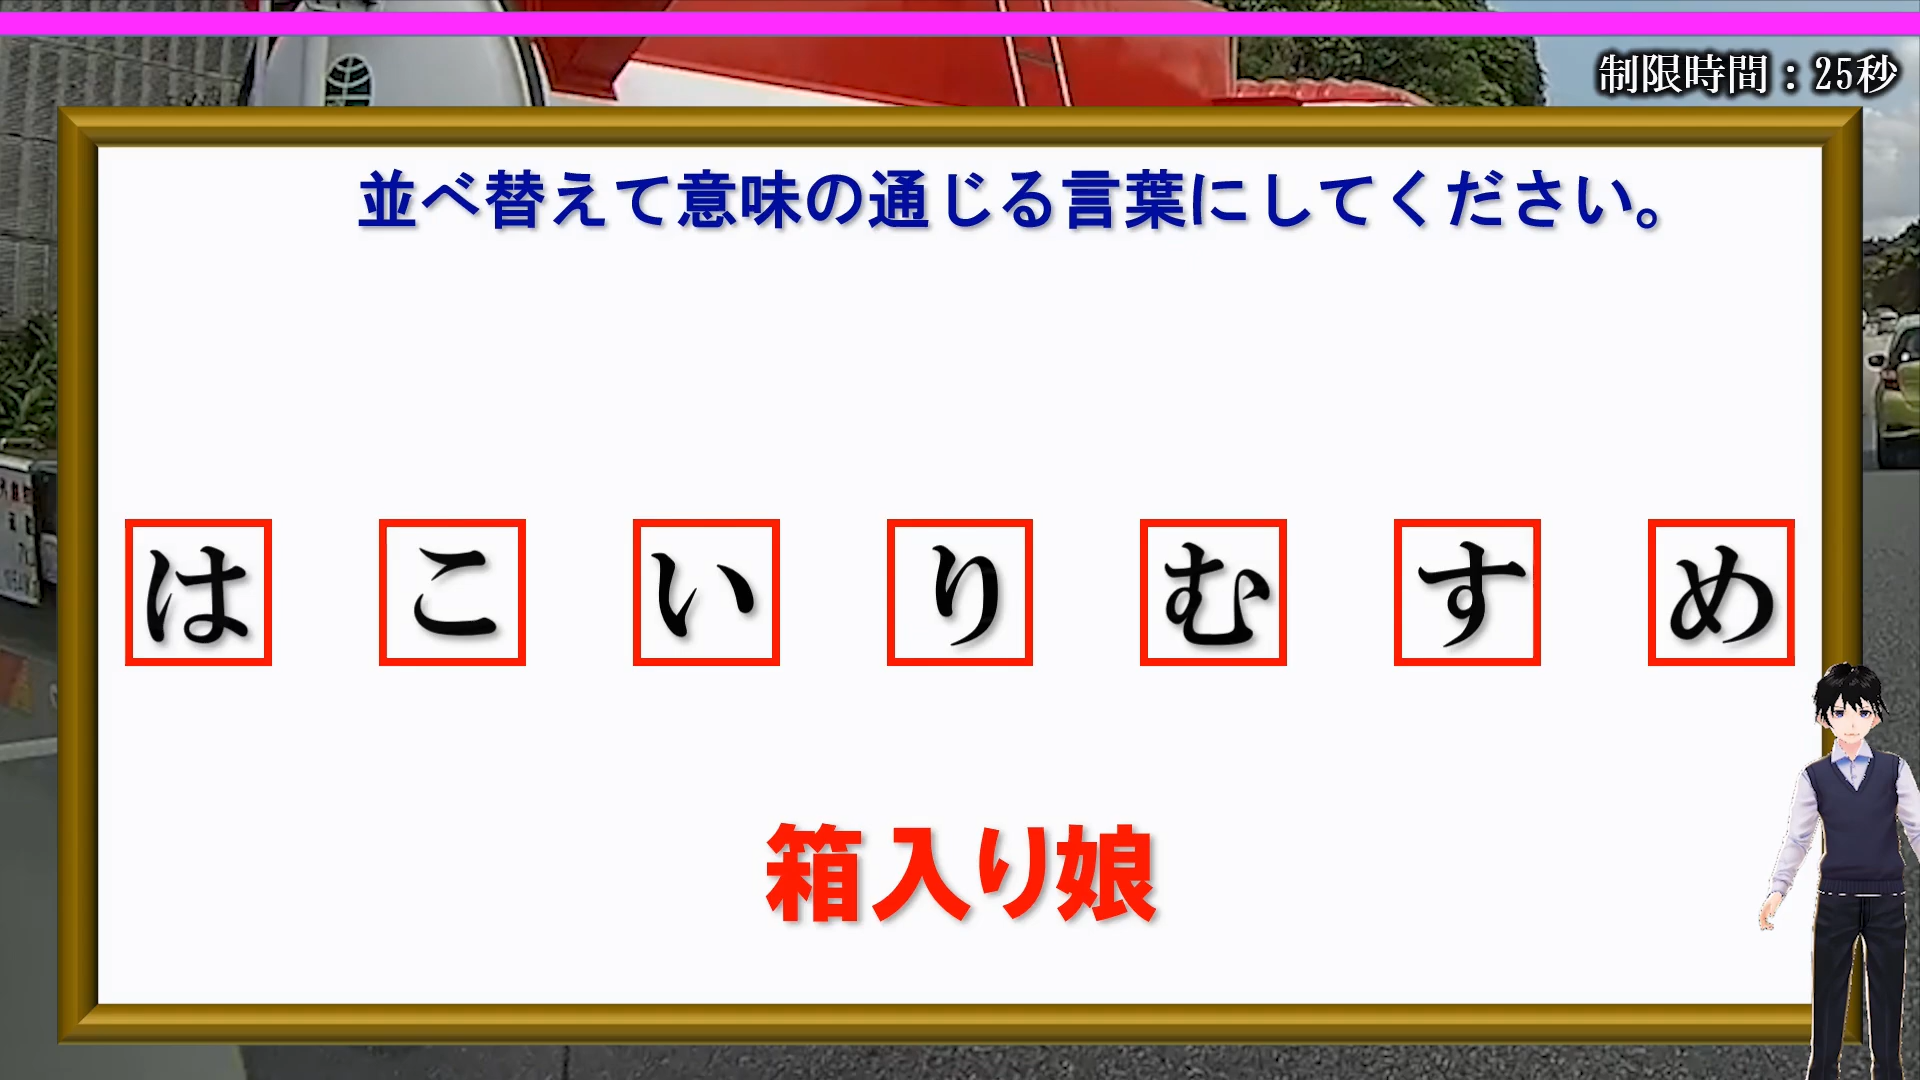 制限時間：25秒
並べ替えて意味の通じる言葉にしてください。
は こ い り む す め
箱入り娘